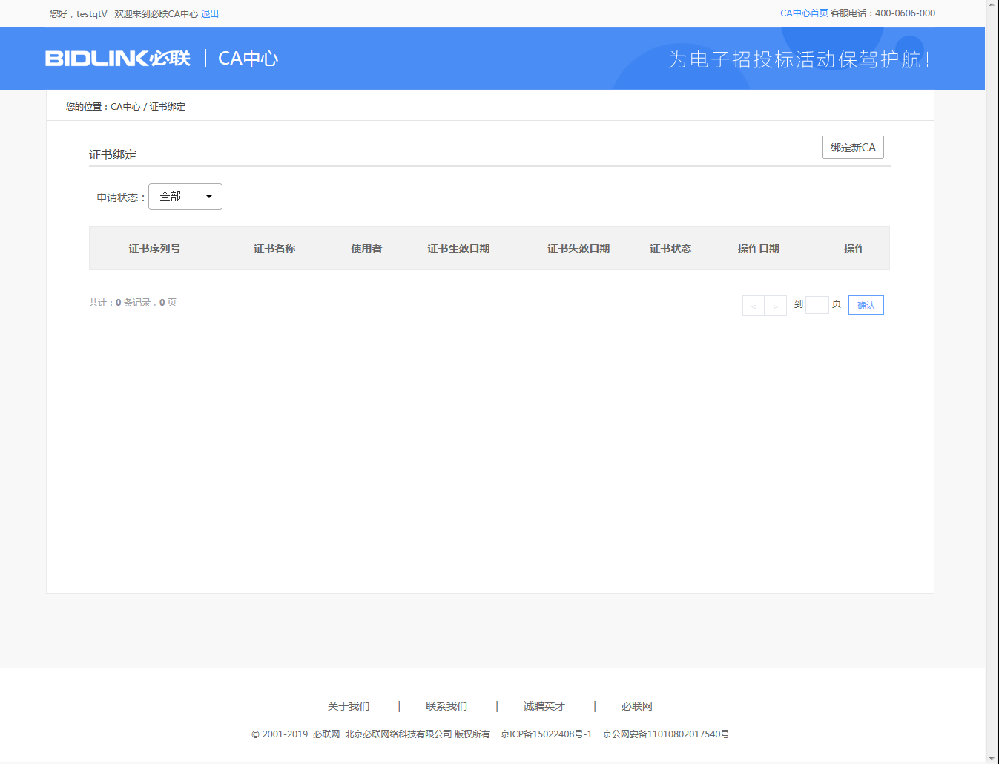 您好，testqtV 欢迎来到必联CA中心 退出 CA中心首页 客服电话：400-0606-000
BIDLINK必联 | CA中心 为电子招投标活动保驾护航！
您的位置：CA中心 / 证书绑定
证书绑定 绑定新CA
申请状态： 全部
证书序列号 证书名称 使用者 证书生效日期 证书失效日期 证书状态 操作日期 操作
共计：0 条记录，0 页 < > 到 页 确认
关于我们 | 联系我们 | 诚聘英才 | 必联网
© 2001-2019 必联网 北京必联网络科技有限公司 版权所有 京ICP备15022408号-1 京公网安备11010802017540号